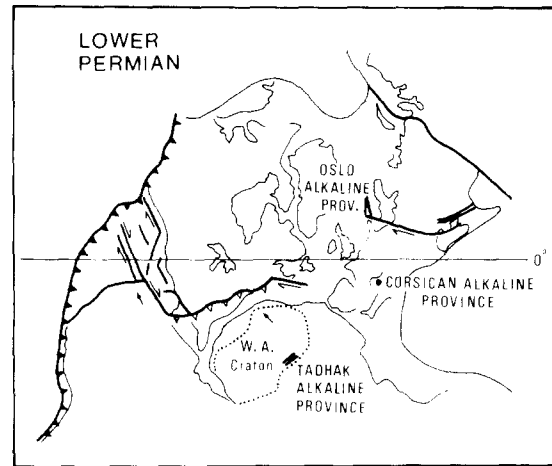 LOWER
PERMIAN
OSLO
ALKALINE
PROV.
0°
CORSICAN ALKALINE
PROVINCE
W. A.
Craton
TADHAK
ALKALINE
PROVINCE